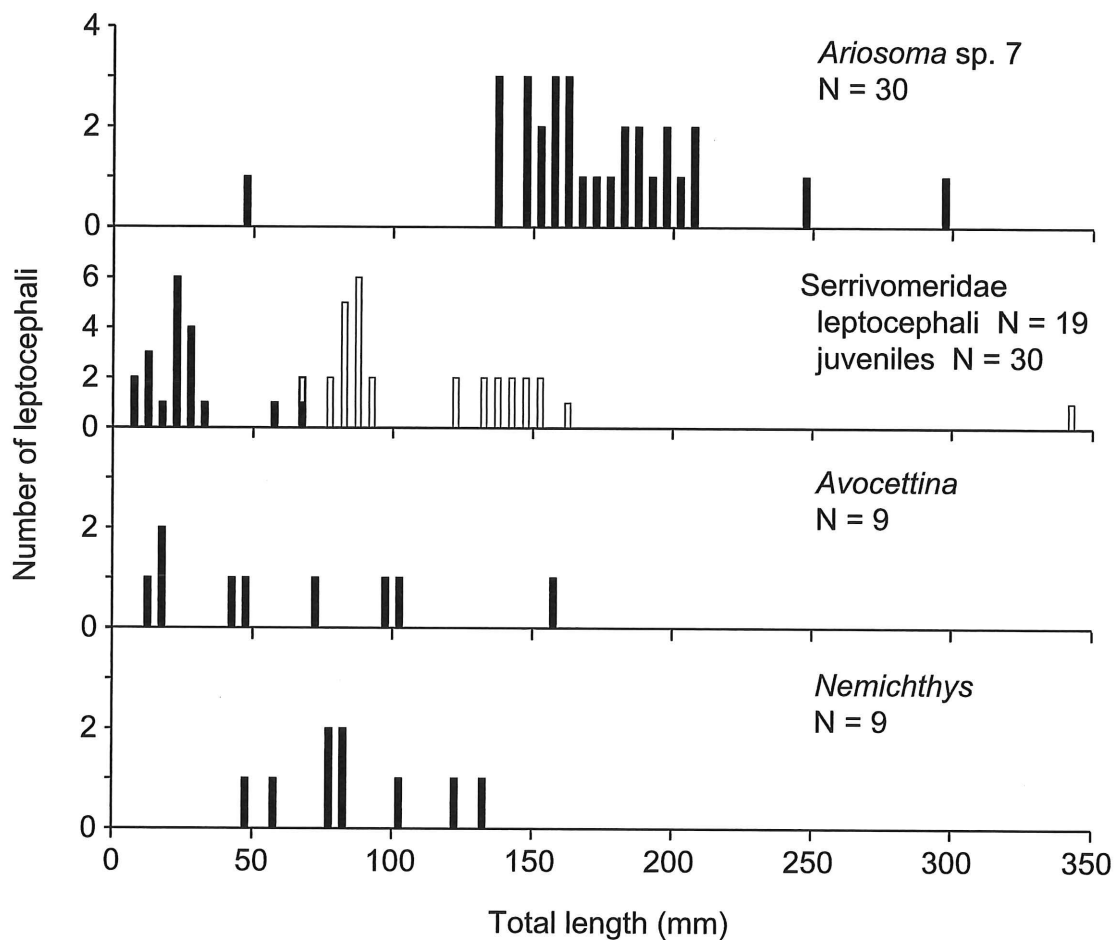 Number of leptocephali
4
2
0
Ariosoma sp. 7
N = 30
6
4
2
0
Serrivomeridae
leptocephali N = 19
juveniles N = 30
2
0
Avocettina
N = 9
2
0
Nemichthys
N = 9
0 50 100 150 200 250 300 350
Total length (mm)